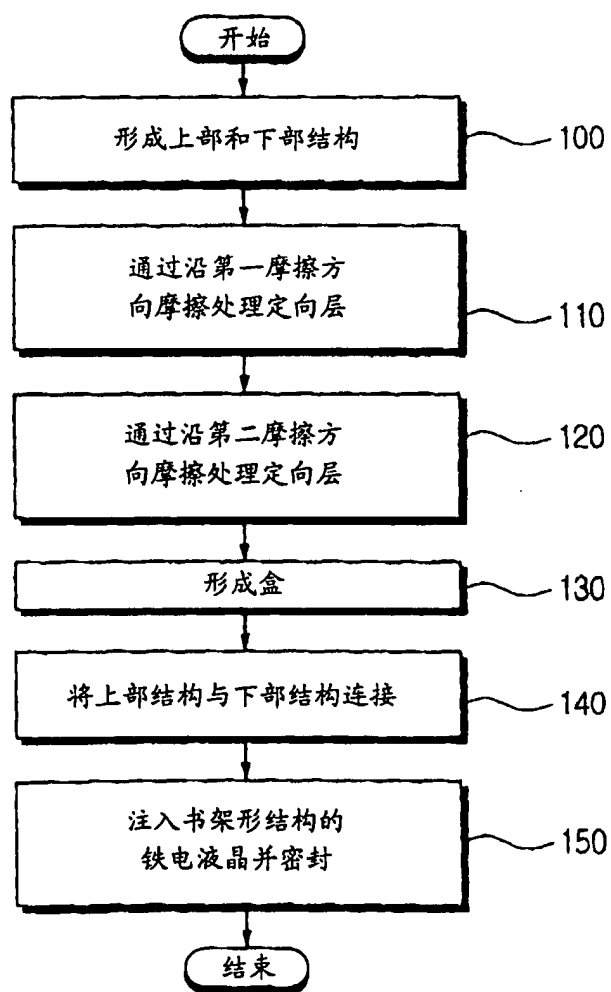 开始
形成上部和下部结构
100
通过沿第一摩擦方
向摩擦处理定向层
110
通过沿第二摩擦方
向摩擦处理定向层
120
形成盒
130
将上部结构与下部结构连接
140
注入书架形结构的
铁电液晶并密封
150
结束